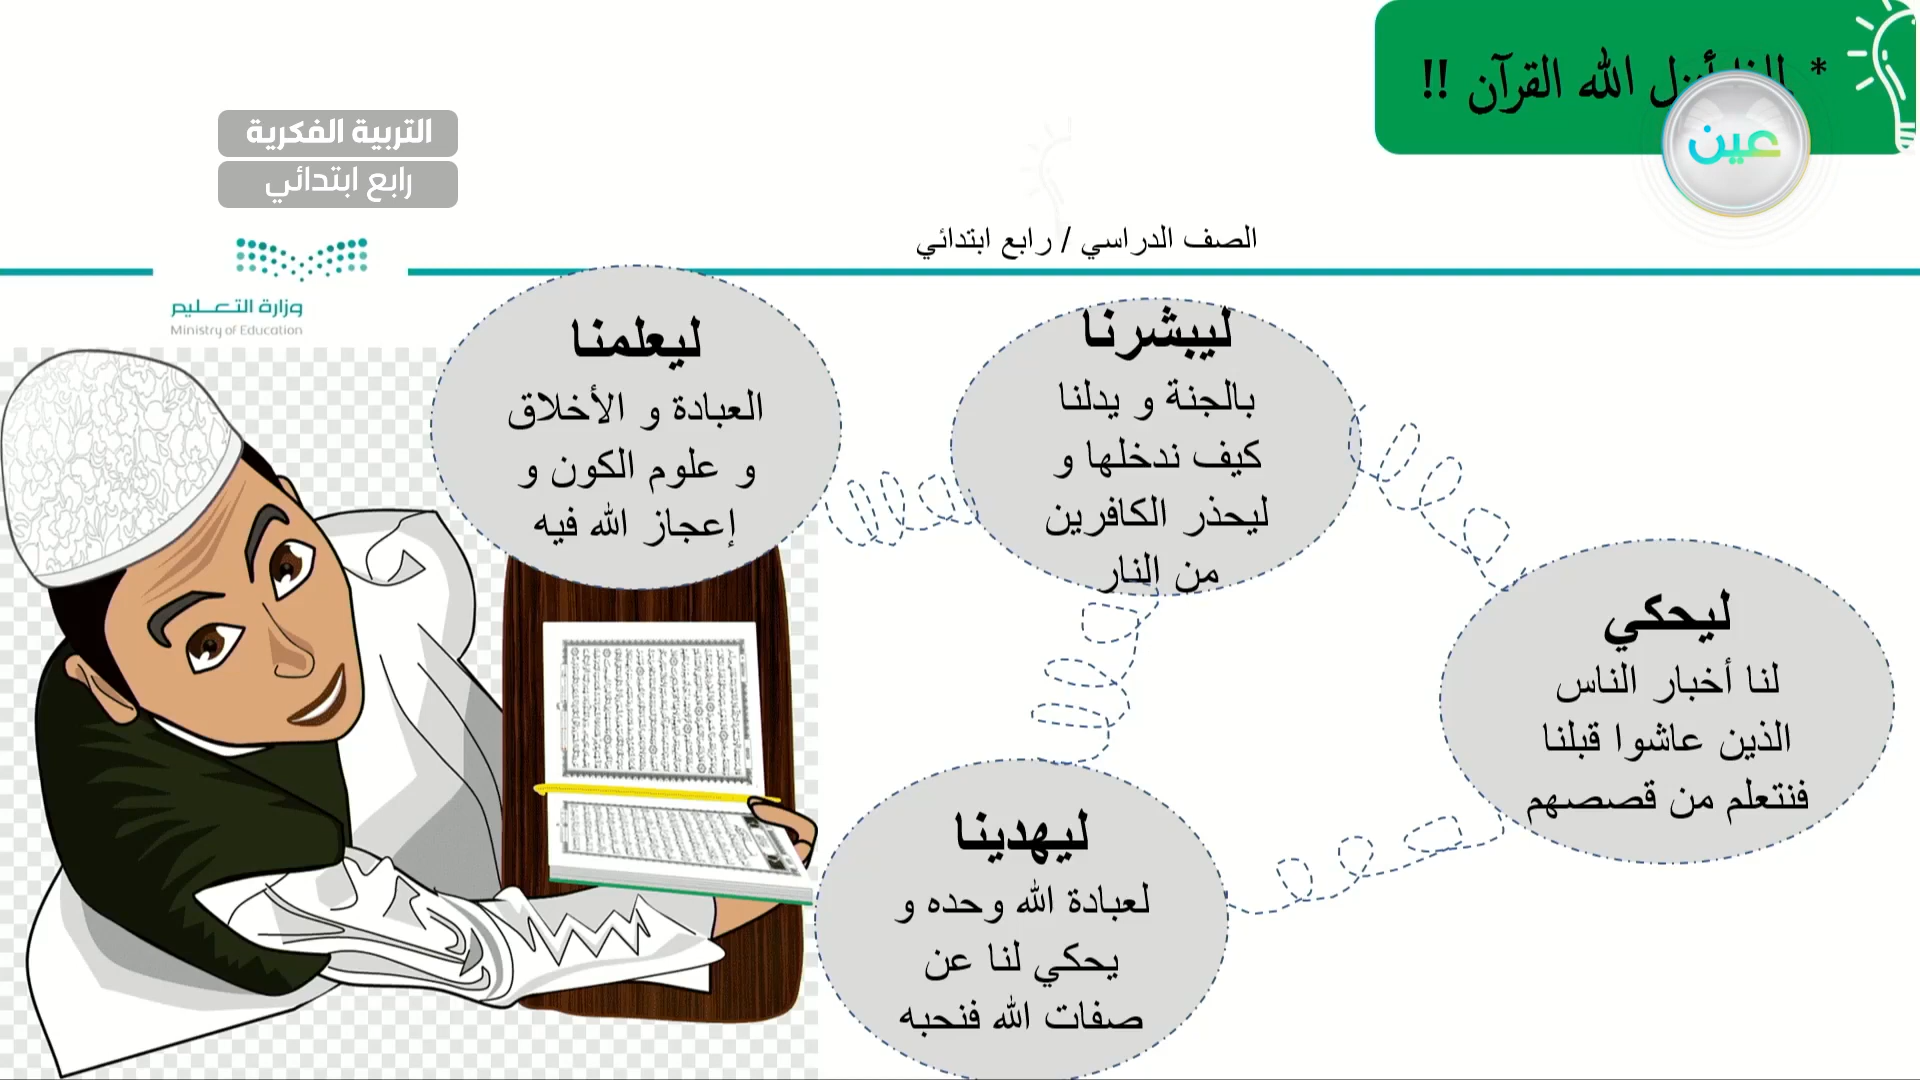 * أنزل الله القرآن !!
عين
التربية الفكرية
رابع ابتدائي
الصف الدراسي / رابع ابتدائي
وزارة التعـــليم
Ministry of Education
ليبشرنا
بالجنة و يدلنا
كيف ندخلها و
ليحذر الكافرين
من النار
ليعلمنا
العبادة و الأخلاق
و علوم الكون و
إعجاز الله فيه
ليحكي
لنا أخبار الناس
الذين عاشوا قبلنا
فنتعلم من قصصهم
ليهدينا
لعبادة الله وحده و
يحكي لنا عن
صفات الله فنحبه